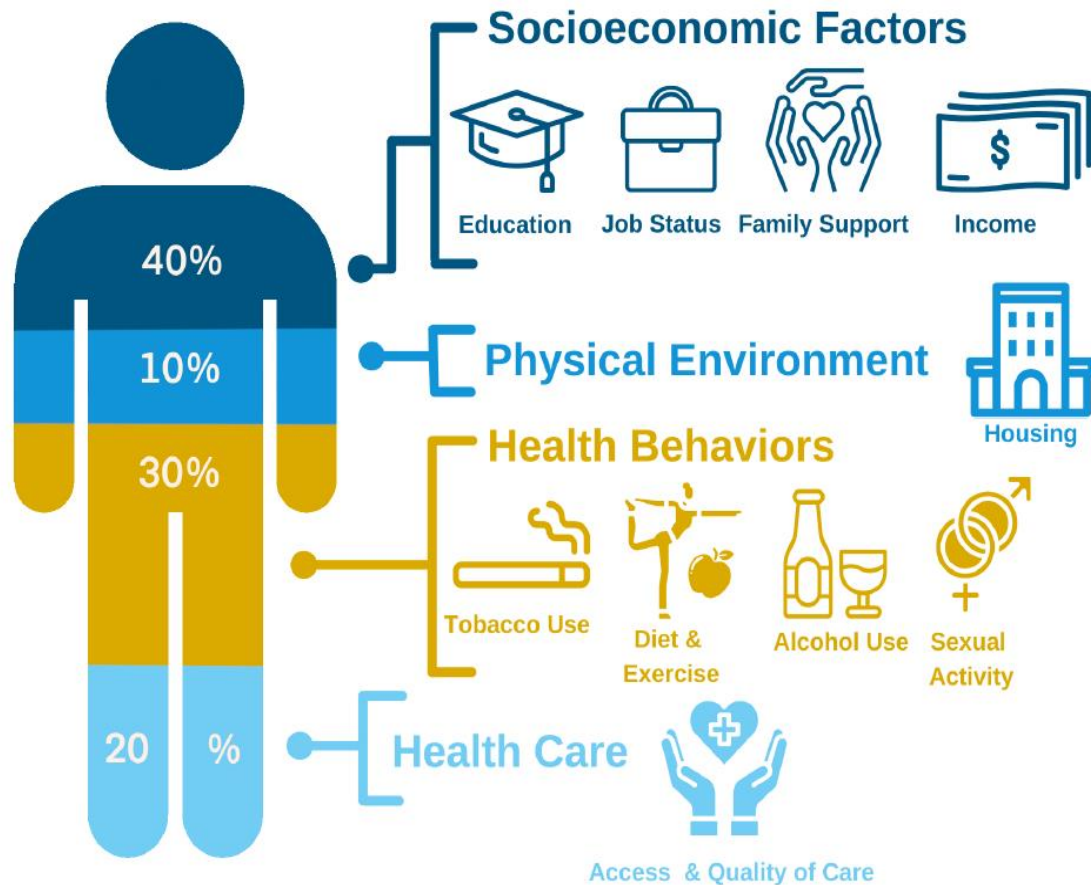 Socioeconomic Factors
$
Education Job Status Family Support Income
40%
10%
Physical Environment
Housing
30%
Health Behaviors
Tobacco Use
Diet &
Exercise
Alcohol Use
Sexual
Activity
20 %
Health Care
Access & Quality of Care